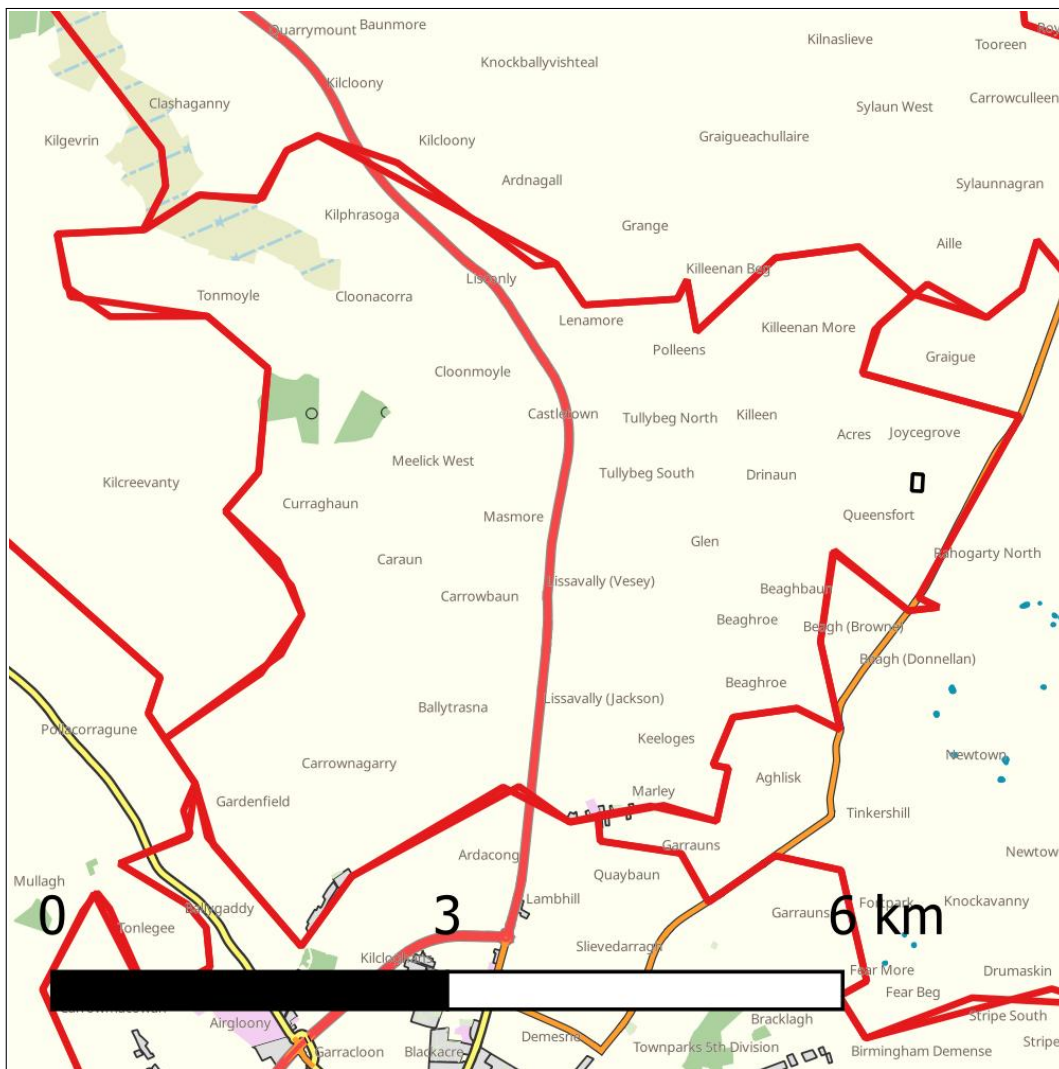 Quarrymount
Baunmore
Kilnaslieve
Tooreen
Knockballyvishteal
Kilcloony
Clashaganny
Sylaun West
Carrowculleen
Kilgevrin
Kilcloony
Graigueachullaire
Ardnagall
Sylaunnagran
Kilphrasoga
Grange
Aille
Tonmoyle
Cloonacorra
Lissonly
Killeenan Beg
Lenamore
Killeenan More
Polleens
Graigue
Cloonmoyle
Castletown
Tullybeg North
Killeen
Acres
Joycegrove
Meelick West
Kilcreevanty
Tullybeg South
Drinaun
Curraghaun
Masmore
Queensfort
Glen
Bahogarty North
Caraun
Carrowbaun
Lissavally (Vesey)
Beaghbaun
Beaghroe
Beagh (Browne)
Beagh (Donnellan)
Beaghroe
Lissavally (Jackson)
Ballytrasna
Pollacorragune
Keeloges
Newtown
Carrownagarry
Aghlisk
Gardenfield
Marley
Tinkershill
Ardacong
Garrauns
Newtow
Mullagh
Quaybaun
Lambhill
Fortpark
Knockavanny
Ballygaddy
Garrauns
0 3 6 km
Tonlegee
Slievedarragh
Fear More
Drumaskin
Fear Beg
Airgloony
Bracklagh
Stripe South
Garracloon
Blackacre
Demesne
Townparks 5th Division
Birmingham Demense
Stripe